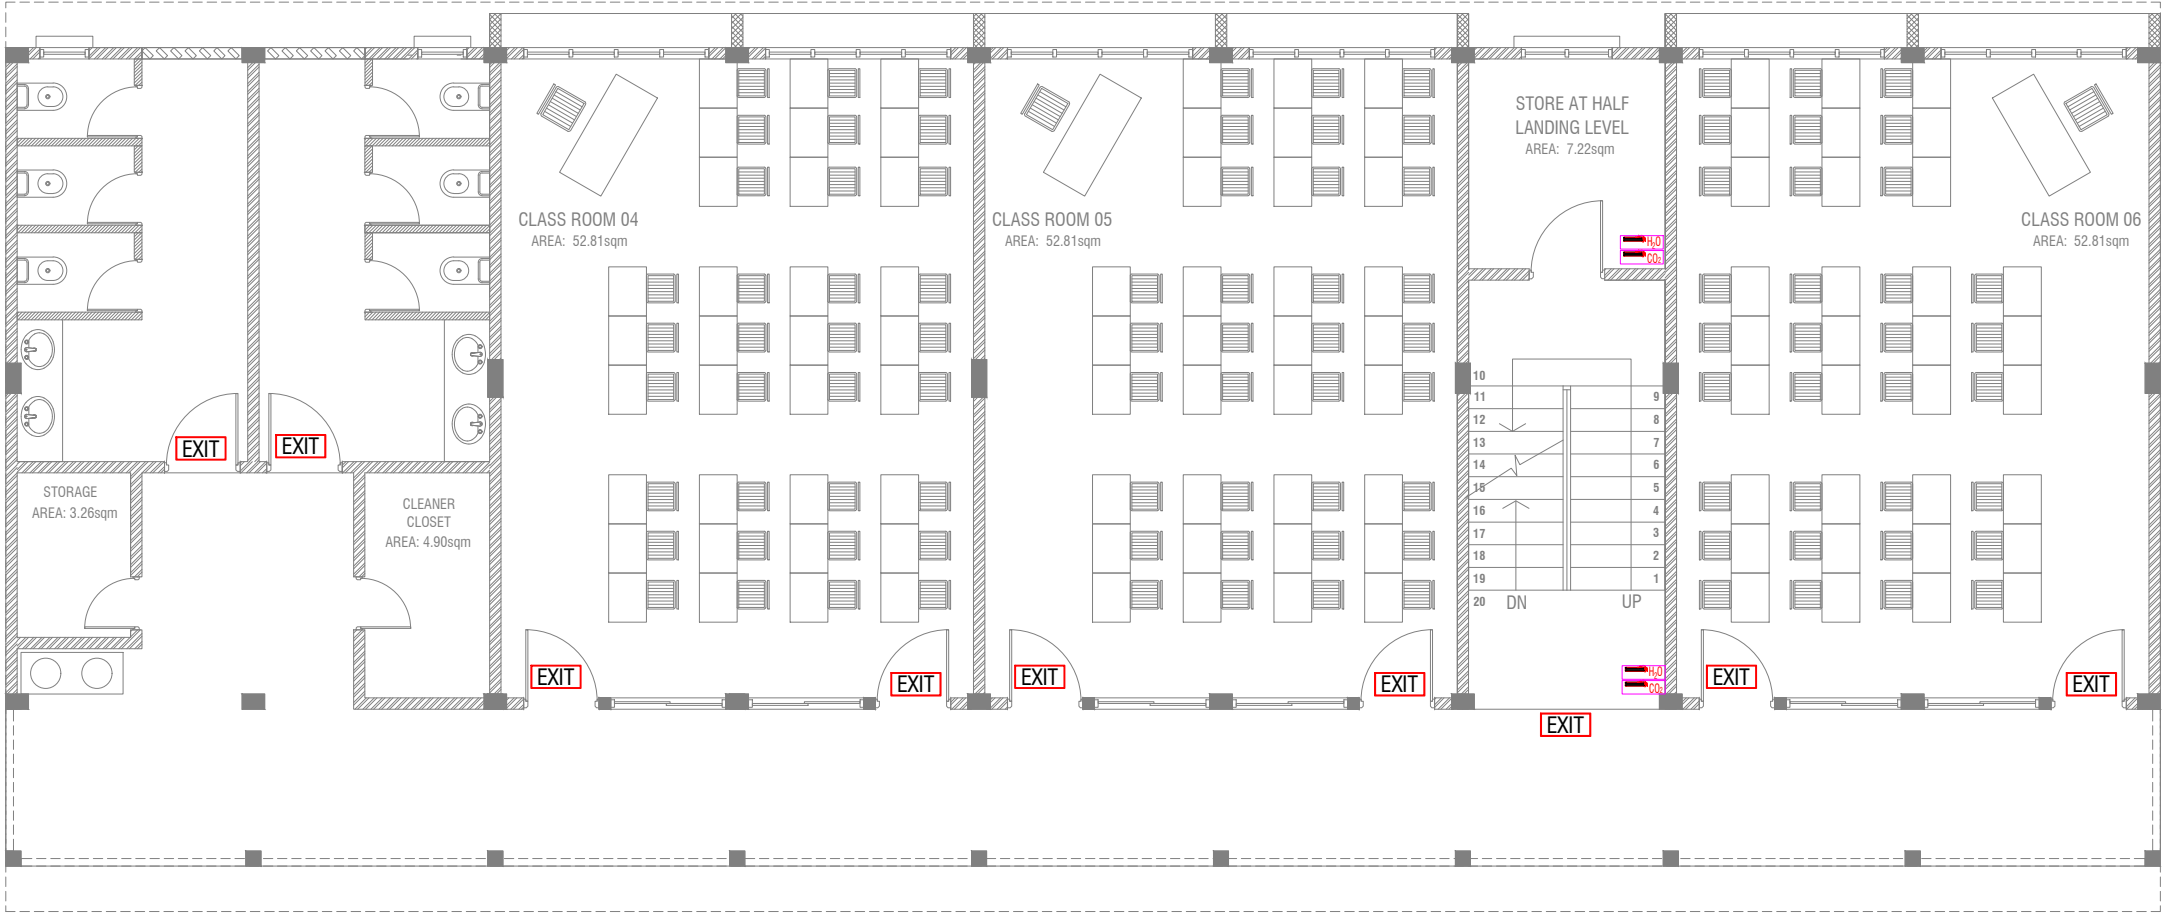 STORE AT HALF
LANDING LEVEL
AREA: 7.22sqm
CLASS ROOM 04
AREA: 52.81sqm
CLASS ROOM 05
AREA: 52.81sqm
CLASS ROOM 06
AREA: 52.81sqm
H2O
CO2
10
11
12
13
14
15
16
17
18
19
20
9
8
7
6
5
4
3
2
1
DN
UP
EXIT
EXIT
STORAGE
AREA: 3.26sqm
CLEANER
CLOSET
AREA: 4.90sqm
EXIT
EXIT
EXIT
EXIT
H2O
CO2
EXIT
EXIT
EXIT